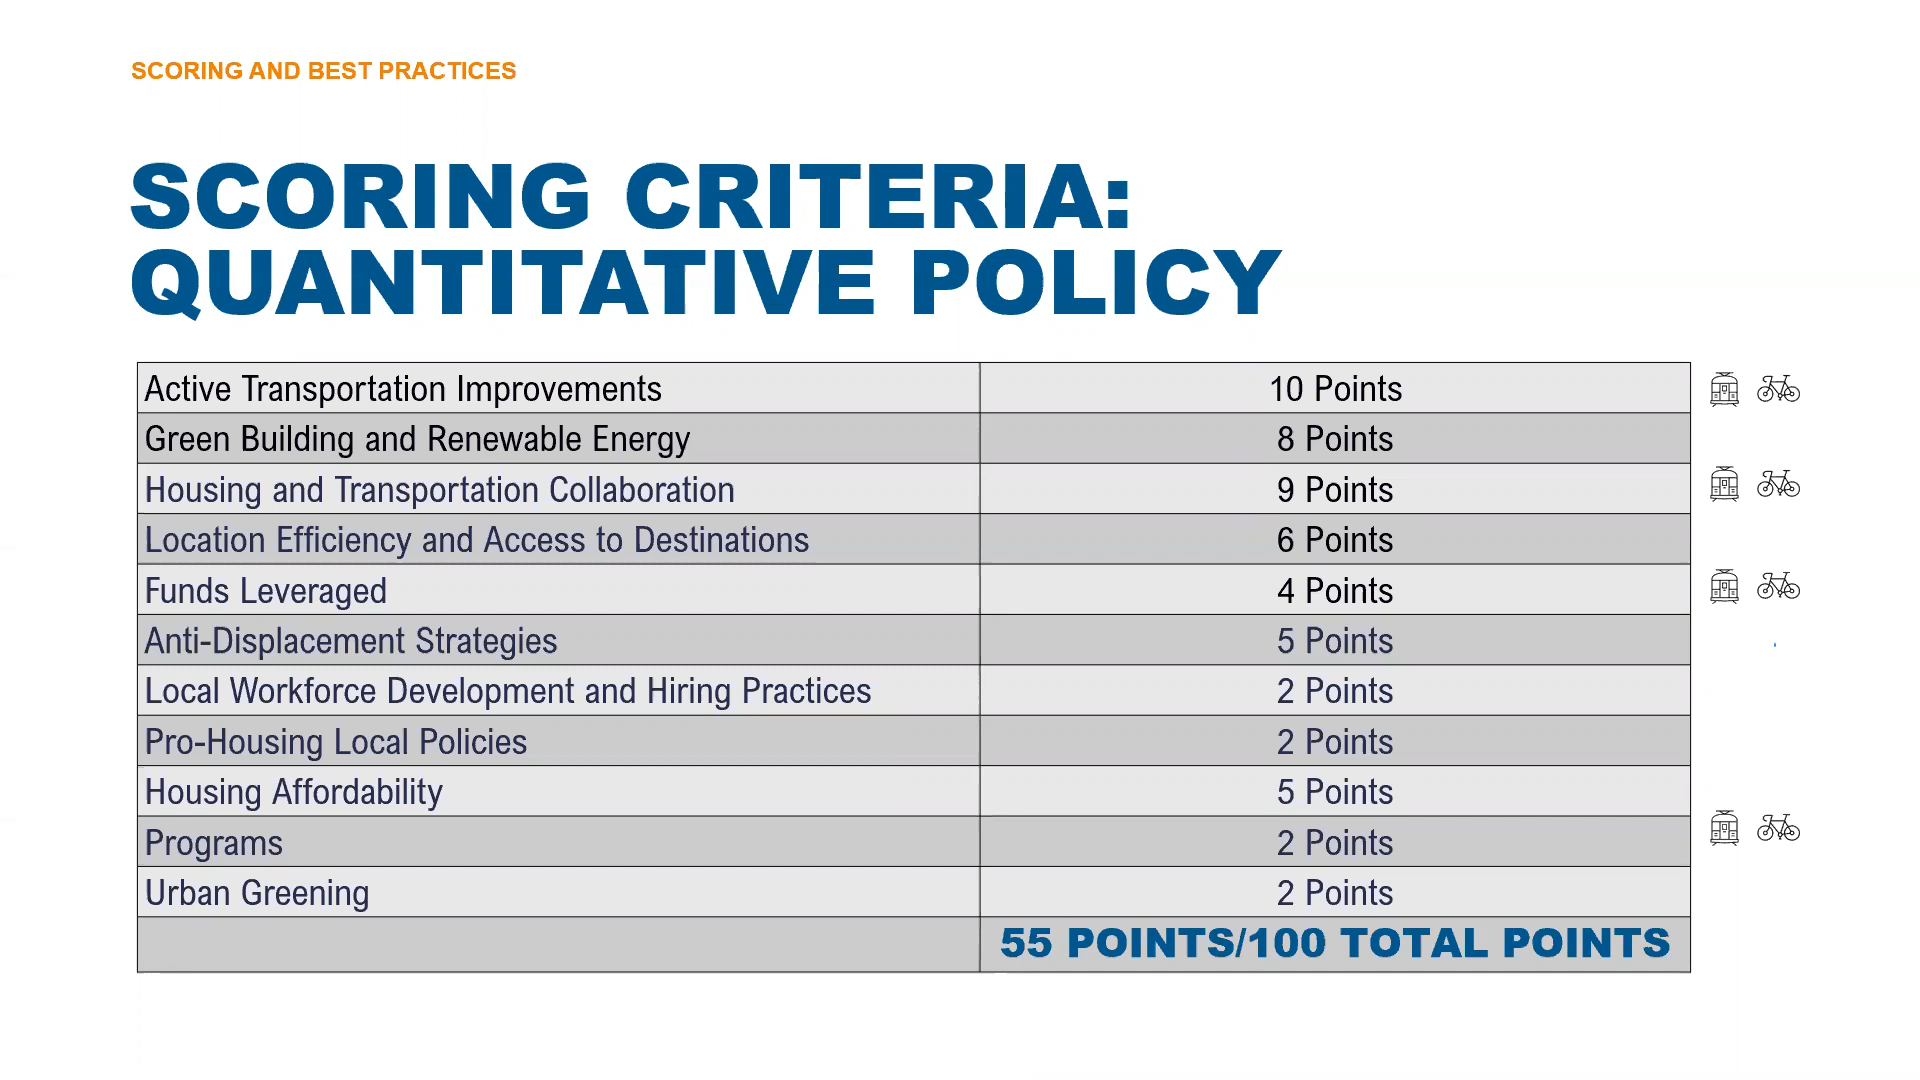 SCORING AND BEST PRACTICES
SCORING CRITERIA:
QUANTITATIVE POLICY
Active Transportation Improvements 10 Points
Green Building and Renewable Energy 8 Points
Housing and Transportation Collaboration 9 Points
Location Efficiency and Access to Destinations 6 Points
Funds Leveraged 4 Points
Anti-Displacement Strategies 5 Points
Local Workforce Development and Hiring Practices 2 Points
Pro-Housing Local Policies 2 Points
Housing Affordability 5 Points
Programs 2 Points
Urban Greening 2 Points
55 POINTS/100 TOTAL POINTS